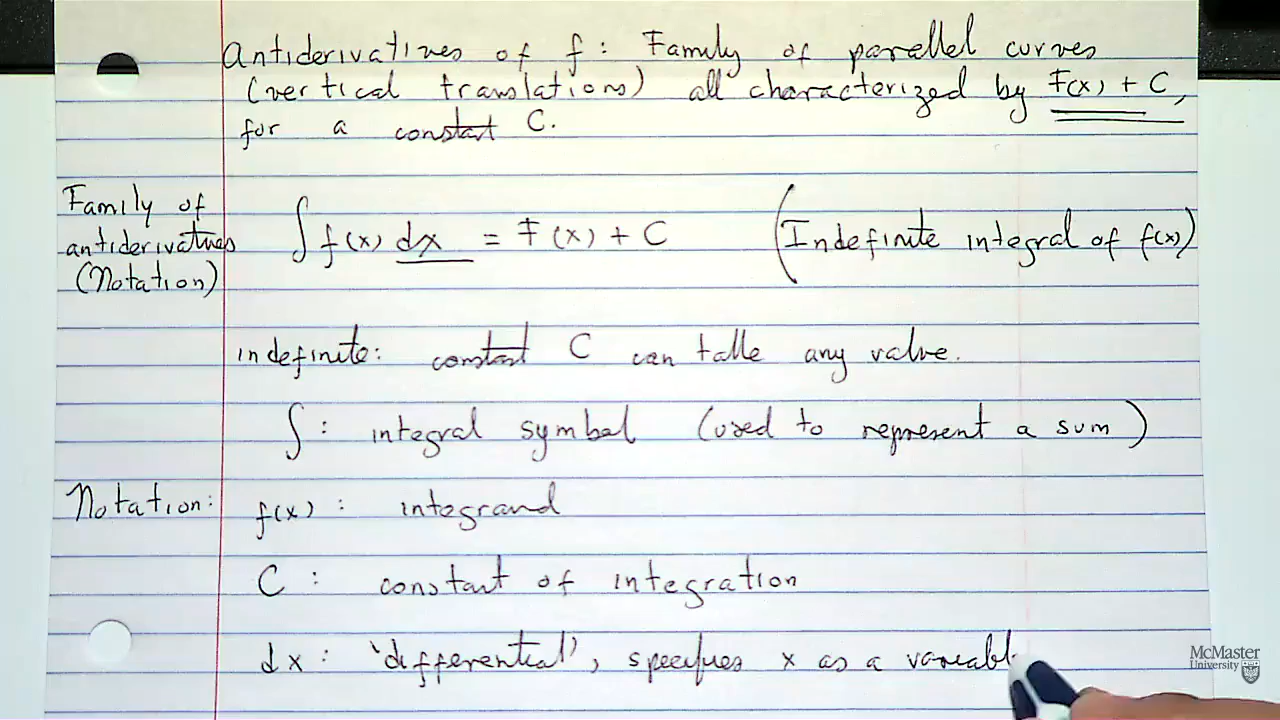 Antiderivatives of f: Family of parallel curves
(vertical translations) all characterized by F(x) + C,
for a constant C.
Family of
antiderivatives
(Notation)
∫ f(x) dx = F(x) + C
(Indefinite integral of f(x))
indefinite: constant C can take any value.
∫ : integral symbol (used to represent a sum)
Notation:
f(x) : integrand
C : constant of integration
dx : 'differential', specifies x as a variabl
McMaster
University